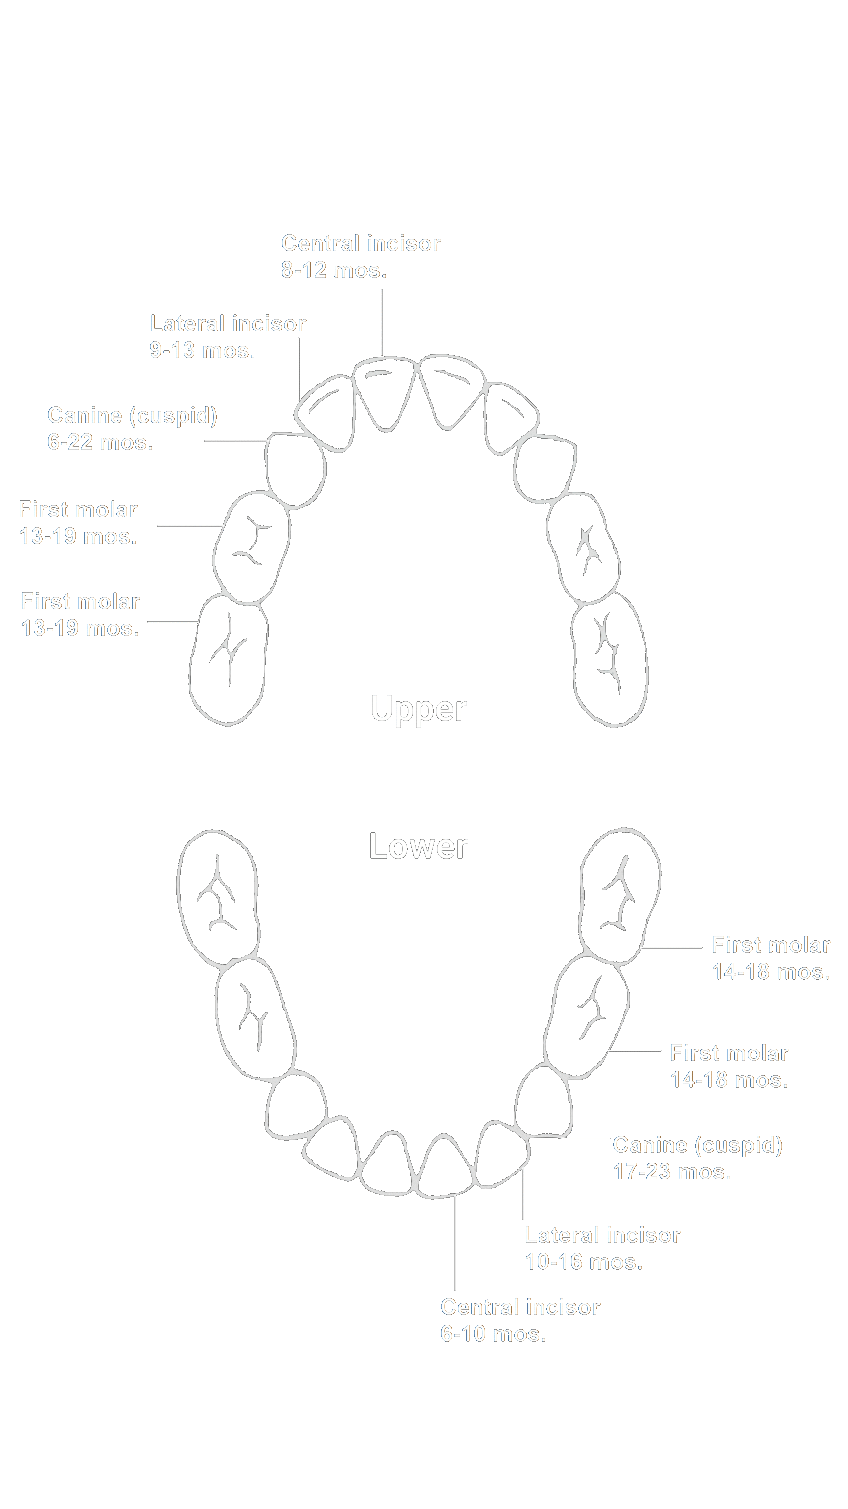 Central incisor
8-12 mos.
Lateral incisor
9-13 mos.
Canine (cuspid)
6-22 mos.
First molar
13-19 mos.
First molar
13-19 mos.
Upper
Lower
First molar
14-18 mos.
First molar
14-18 mos.
Canine (cuspid)
17-23 mos.
Lateral incisor
10-16 mos.
Central incisor
6-10 mos.